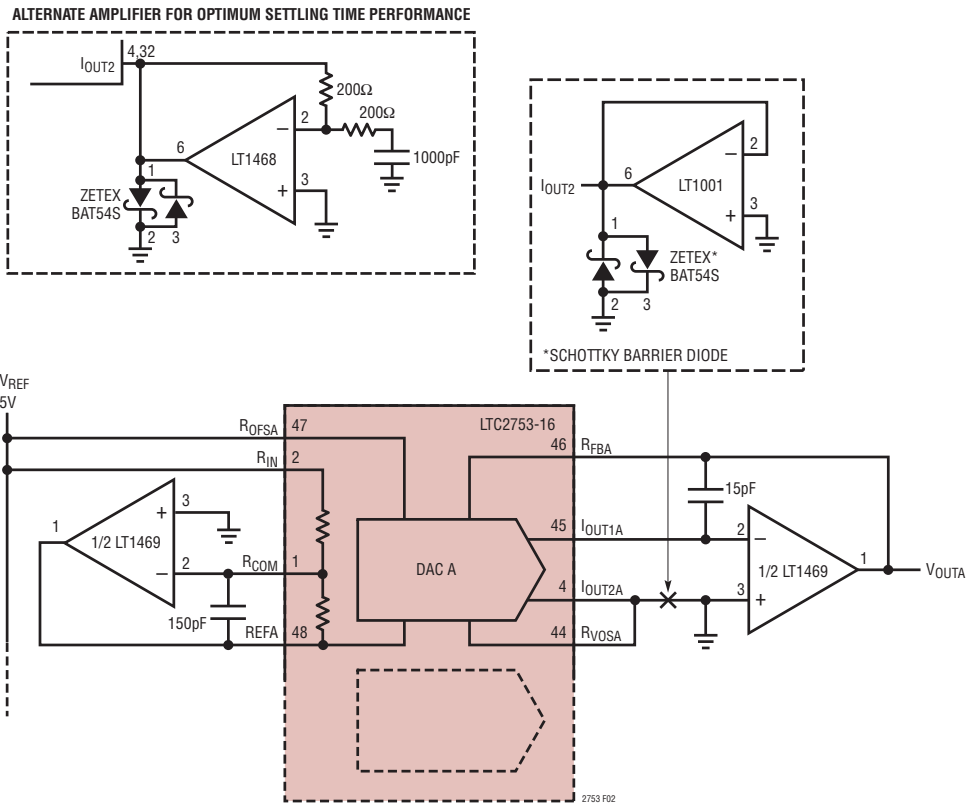 ALTERNATE AMPLIFIER FOR OPTIMUM SETTLING TIME PERFORMANCE
IOUT2
4,32
200Ω
200Ω
1000pF
2
−
LT1468
+
3
6
1
ZETEX
BAT54S
2 3
IOUT2
6
−
2
LT1001
+
3
1
ZETEX*
BAT54S
2 3
*SCHOTTKY BARRIER DIODE
VREF
5V
ROFSA 47
RIN 2
LTC2753-16
46 RFBA
15pF
1
1/2 LT1469
+
3
−
2
RCOM 1
150pF
REFA 48
DAC A
45 IOUT1A
4 IOUT2A
44 RVOSA
2
−
1/2 LT1469
3
+
1
VOUTA
2753 F02